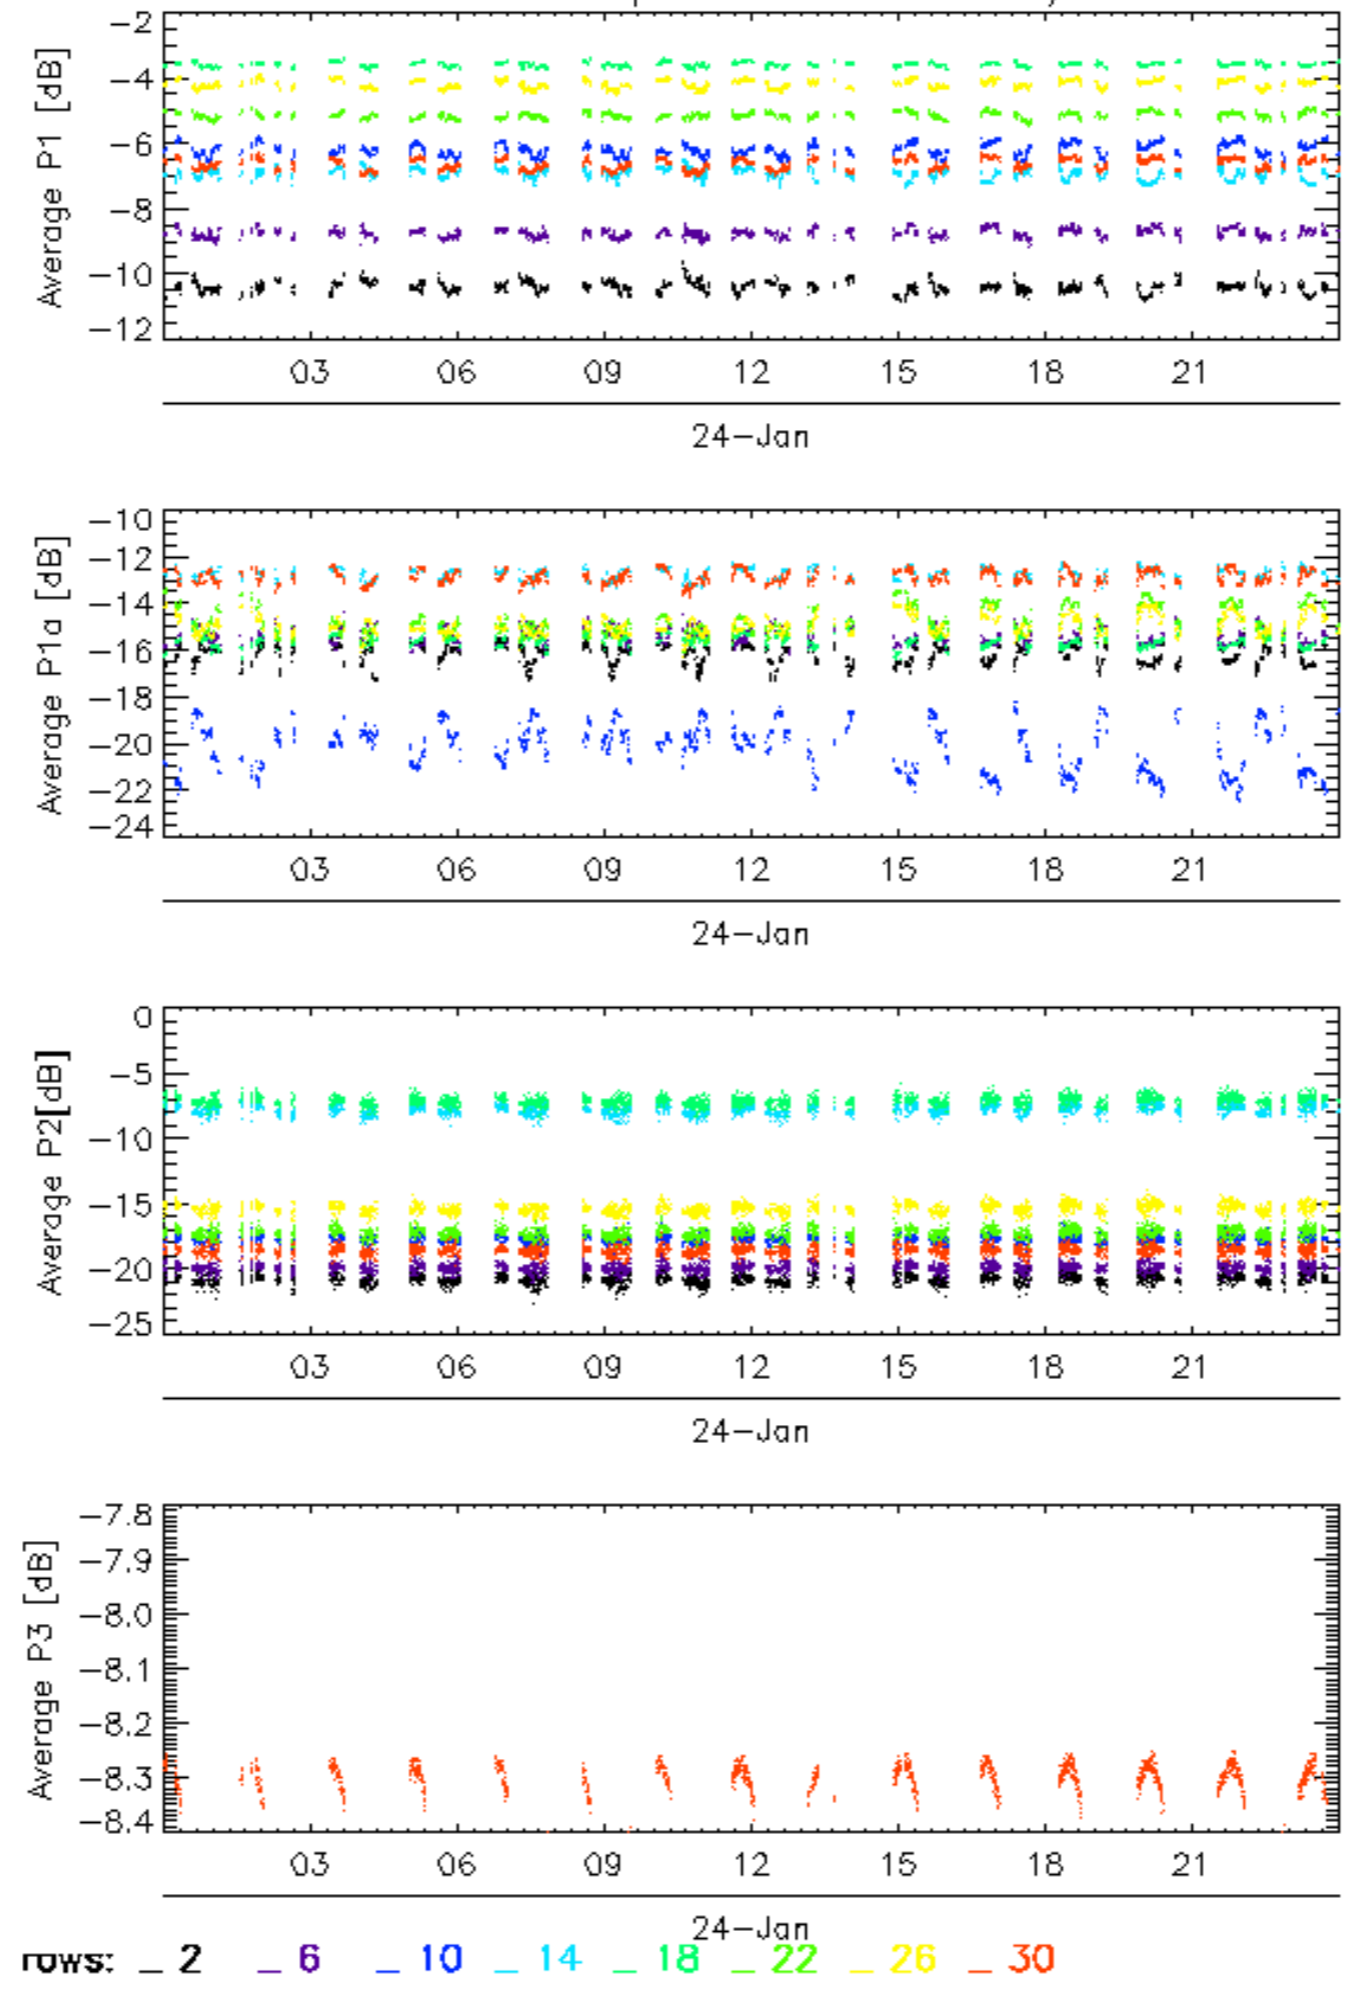 -2
-4
-6
-8
-10
-12
Average P1 [dB]
03 06 09 12 15 18 21
24-Jan
-10
-12
-14
-16
-18
-20
-22
-24
Average P1a [dB]
03 06 09 12 15 18 21
24-Jan
0
-5
-10
-15
-20
-25
Average P2[dB]
03 06 09 12 15 18 21
24-Jan
-7.8
-7.9
-8.0
-8.1
-8.2
-8.3
-8.4
Average P3 [dB]
03 06 09 12 15 18 21
24-Jan
rows: _ 2 _ 6 _ 10 _ 14 _ 18 _ 22 _ 26 _ 30